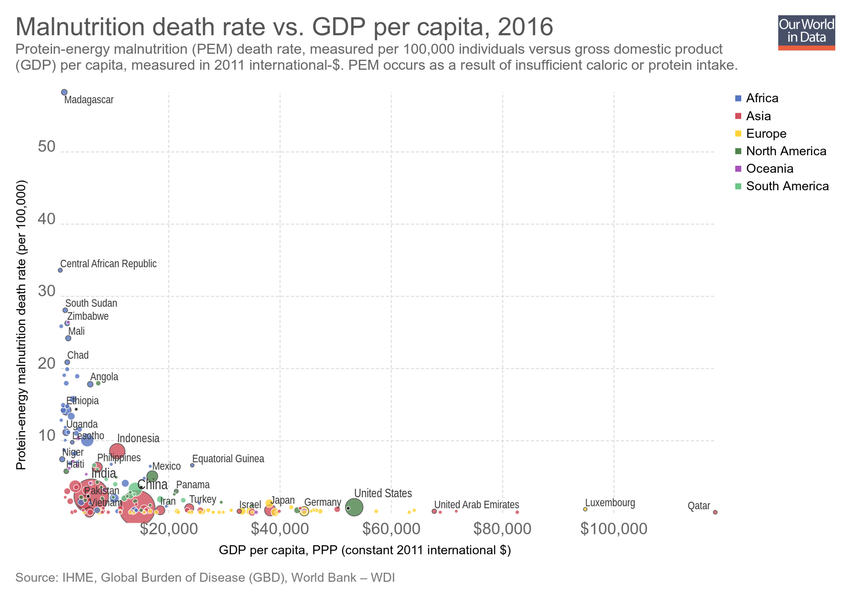 Malnutrition death rate vs. GDP per capita, 2016
Our World
in Data
Protein-energy malnutrition (PEM) death rate, measured per 100,000 individuals versus gross domestic product
(GDP) per capita, measured in 2011 international-$. PEM occurs as a result of insufficient caloric or protein intake.
Madagascar
Africa
Asia
Europe
North America
Oceania
South America
Protein-energy malnutrition death rate (per 100,000)
50
40
30
20
10
Central African Republic
South Sudan
Zimbabwe
Mali
Chad
Angola
Ethiopia
Uganda
Lesotho
Indonesia
Niger
Philippines
Equatorial Guinea
Haiti
Mexico
India
China
Panama
Pakistan
United States
Vietnam
Iran
Turkey
Israel
Japan
Germany
United Arab Emirates
Luxembourg
Qatar
$20,000
$40,000
$60,000
$80,000
$100,000
GDP per capita, PPP (constant 2011 international $)
Source: IHME, Global Burden of Disease (GBD), World Bank – WDI